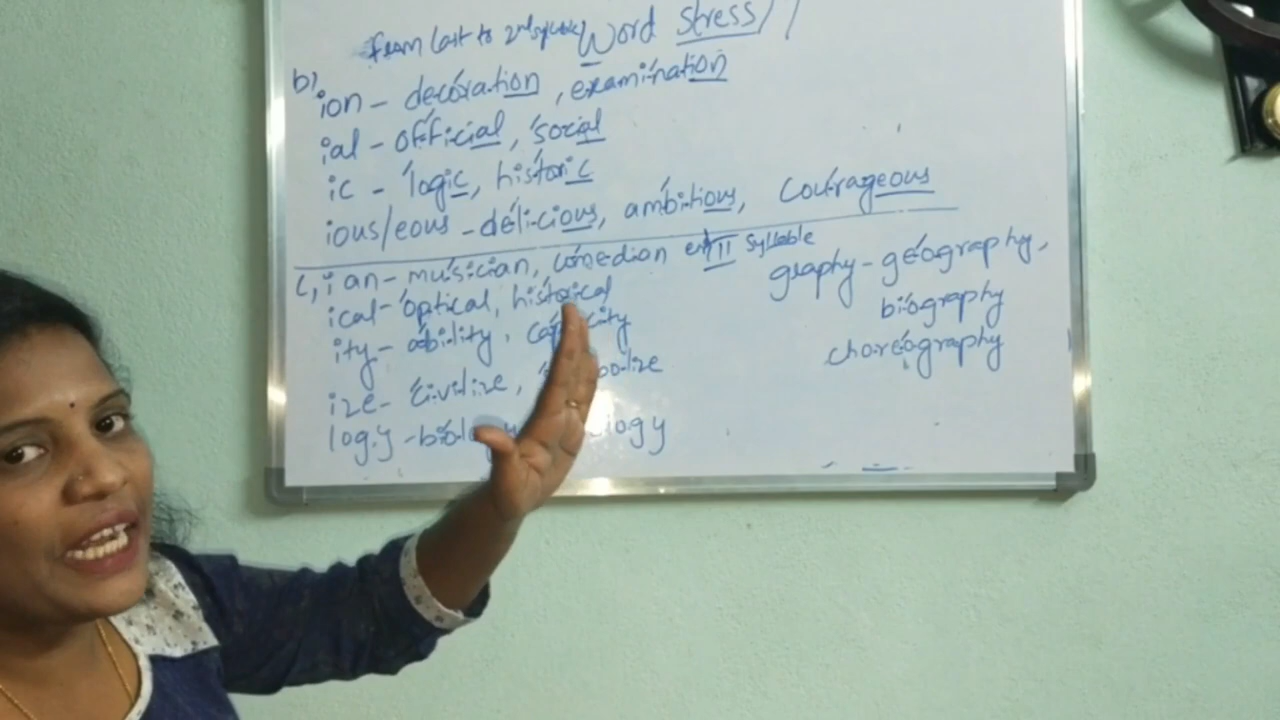 From last to 2nd syllable Word Stress //
b)
ion - decoration, examination
ial - official, social
ic - logic, historic
ious/eous - delicious, ambitious, Courageous
c, ian - musician, comedian III Syllable
ical - optical, historical
ity - ability,
ize - civilize,
logy -
graphy - geography,
biography
choreography